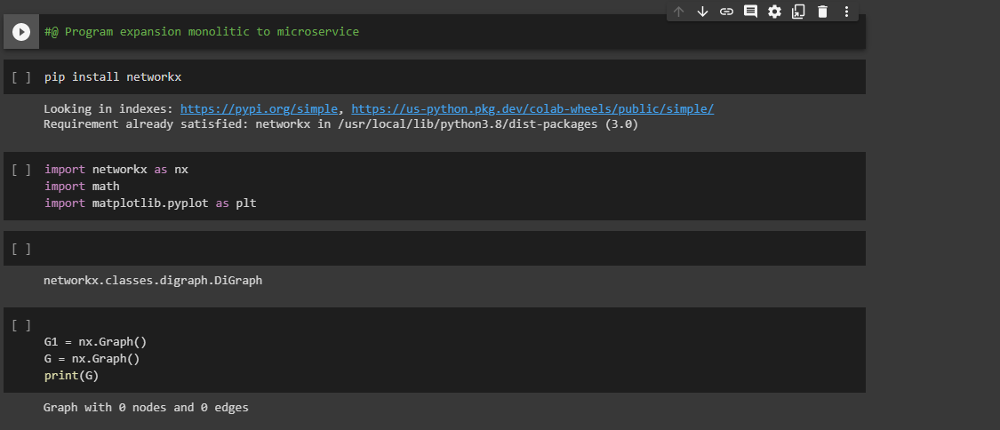 #@ Program expansion monolitic to microservice
[ ] pip install networkx
Looking in indexes: https://pypi.org/simple, https://us-python.pkg.dev/colab-wheels/public/simple/
Requirement already satisfied: networkx in /usr/local/lib/python3.8/dist-packages (3.0)
[ ] import networkx as nx
import math
import matplotlib.pyplot as plt
[ ]
networkx.classes.digraph.DiGraph
[ ]
G1 = nx.Graph()
G = nx.Graph()
print(G)
Graph with 0 nodes and 0 edges